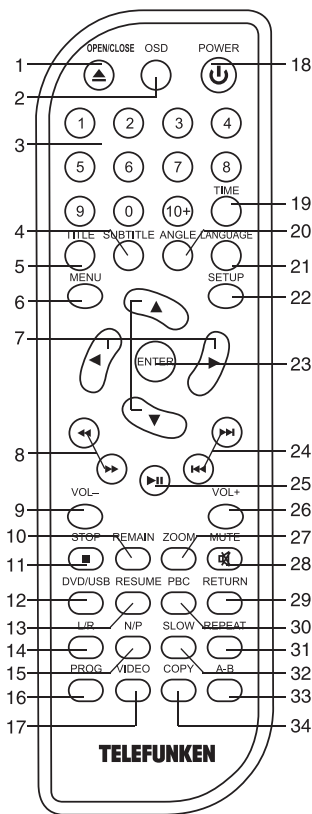 OPEN/CLOSE OSD POWER
1 18
2
1 2 3 4
3
5 6 7 8
TIME
9 0 10+ 19
4 TITLE SUBTITLE ANGLE LANGUAGE 20
5 21
MENU SETUP
6 22
7
ENTER 23
8 24
25
VOL– VOL+
9 26
10 STOP REMAIN ZOOM MUTE 27
11 28
DVD/USB RESUME PBC RETURN
12 29
13 L/R N/P SLOW REPEAT 30
14 31
15 PROG VIDEO COPY A-B 32
16 33
17 34
TELEFUNKEN